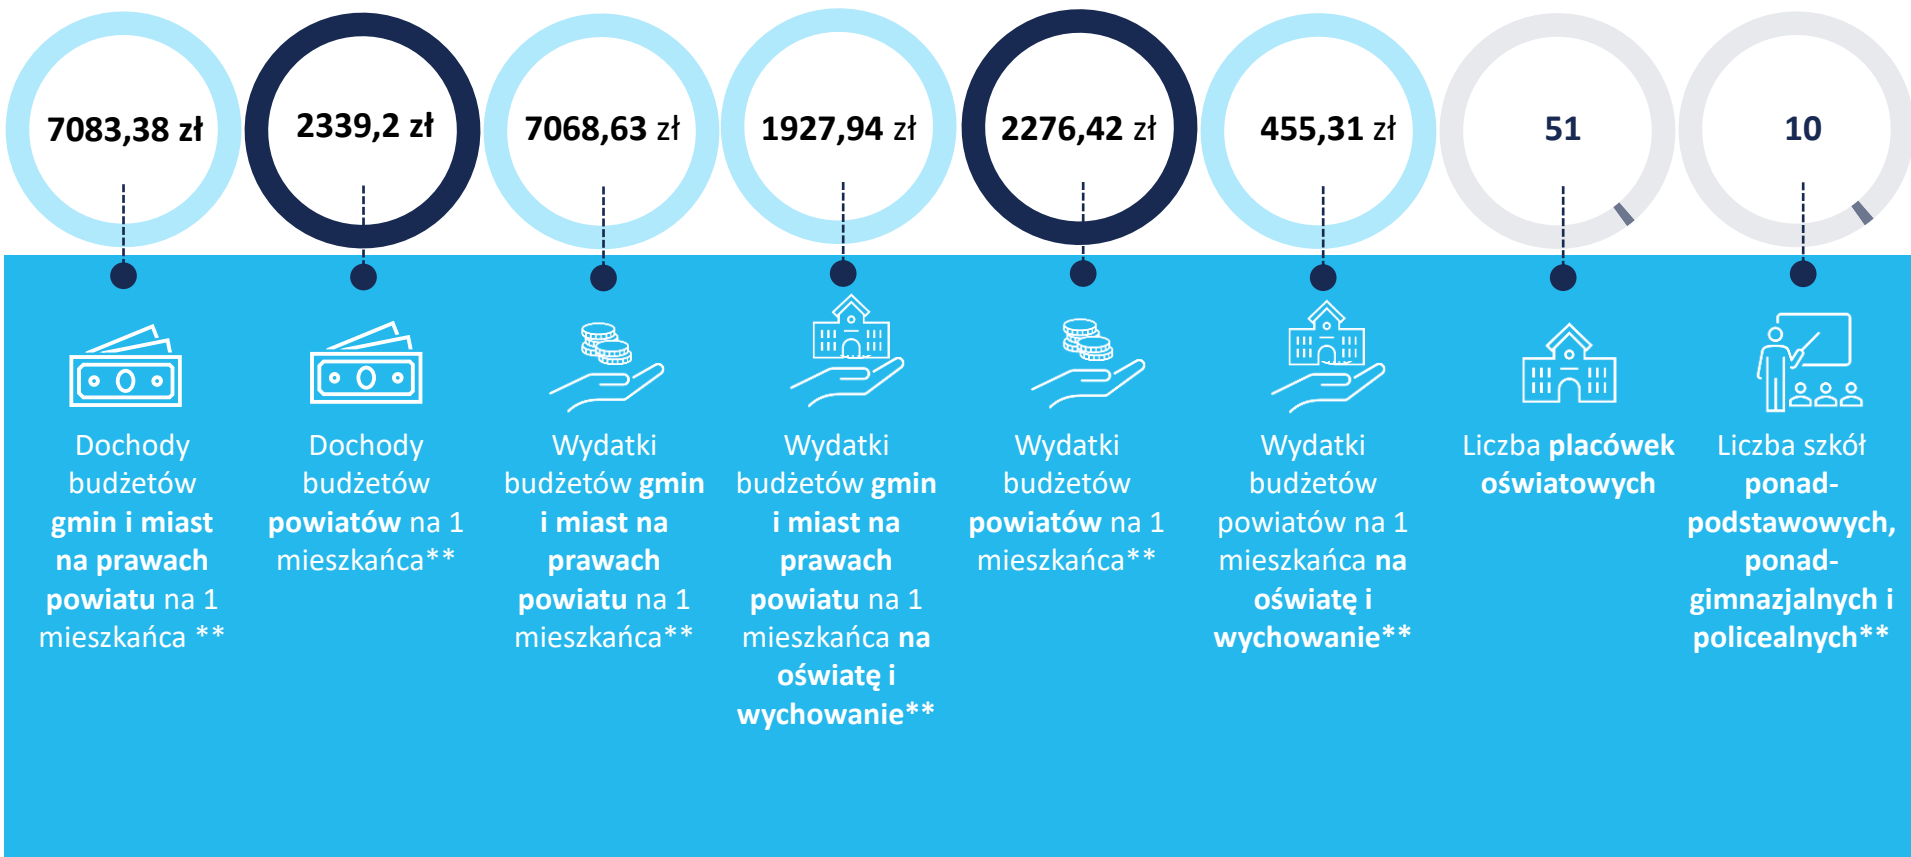 7083,38 zł
2339,2 zł
7068,63 zł
1927,94 zł
2276,42 zł
455,31 zł
51
10
Dochody
budżetów
gmin i miast
na prawach
powiatu na 1
mieszkańca **
Dochody
budżetów
powiatów na 1
mieszkańca**
Wydatki
budżetów gmin
i miast na
prawach
powiatu na 1
mieszkańca**
Wydatki
budżetów gmin
i miast na
prawach
powiatu na 1
mieszkańca na
oświatę i
wychowanie**
Wydatki
budżetów
powiatów na 1
mieszkańca**
Wydatki
budżetów
powiatów na 1
mieszkańca na
oświatę i
wychowanie**
Liczba placówek
oświatowych
Liczba szkół
ponad-
podstawowych,
ponad-
gimnazjalnych i
policealnych**